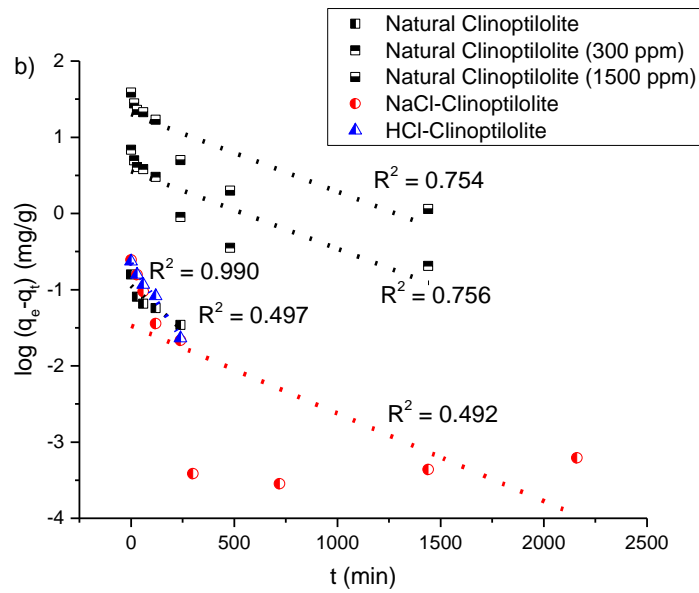 b)
Natural Clinoptilolite
Natural Clinoptilolite (300 ppm)
Natural Clinoptilolite (1500 ppm)
NaCl-Clinoptilolite
HCl-Clinoptilolite
2
1
0
-1
-2
-3
-4
log (qₑ-qₜ) (mg/g)
R² = 0.754
R² = 0.990
R² = 0.756
R² = 0.497
R² = 0.492
0 500 1000 1500 2000 2500
t (min)